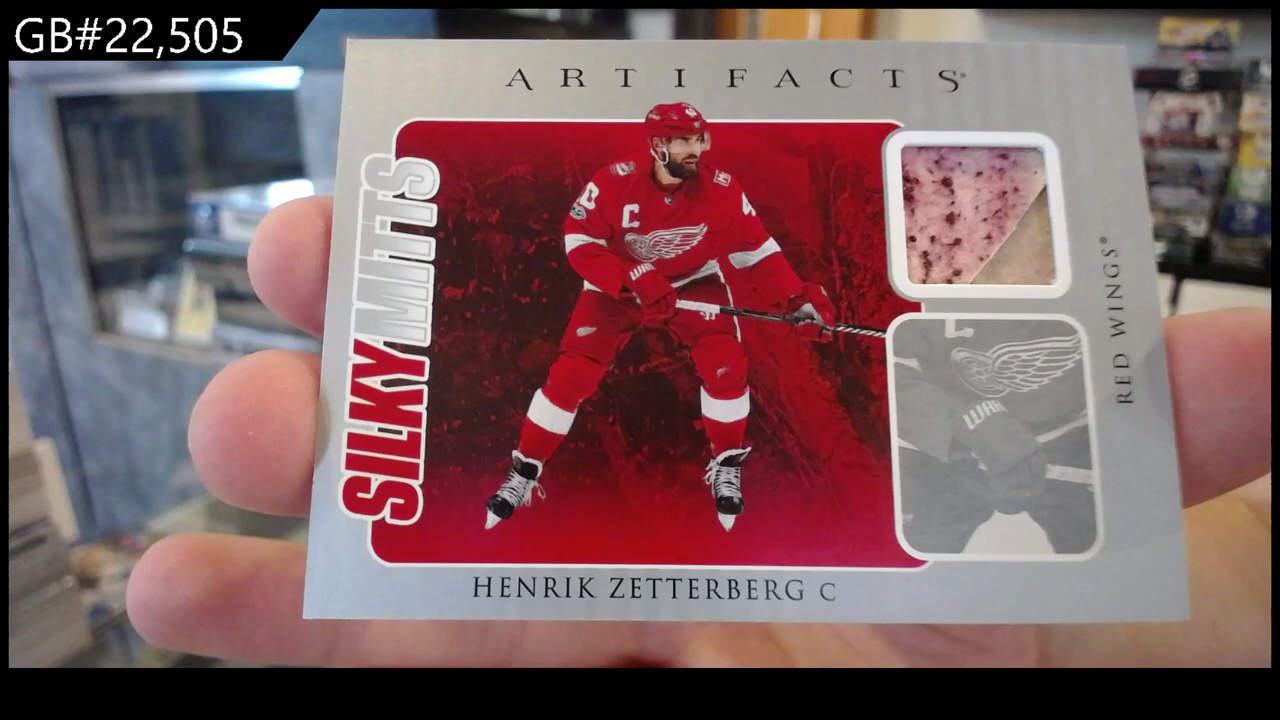 GB#22,505
ARTIFACTS
SILKY MITTS
C
RED WINGS®
HENRIK ZETTERBERG C